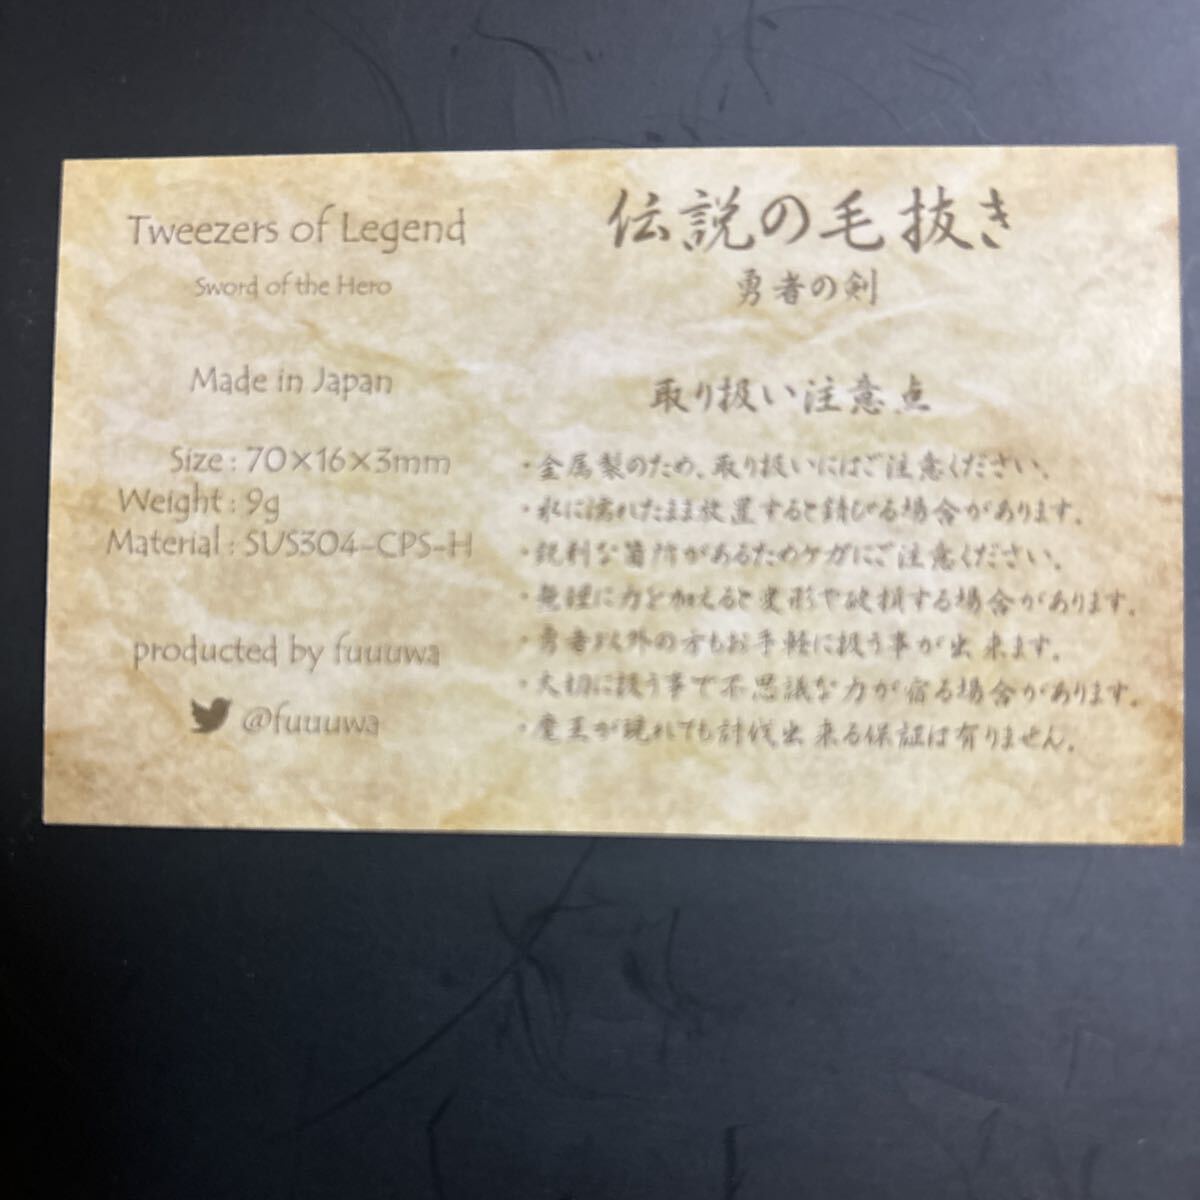 Tweezers of Legend
Sword of the Hero
Made in Japan
Size : 70×16×3mm
Weight : 9g
Material : SUS304-CPS-H
producted by fuuuwa
@fuuuwa
伝説の毛抜き
勇者の剣
取り扱い注意点
・金属製のため、取り扱いにはご注意ください。
・水に濡れたまま放置すると錆びる場合があります。
・鋭利な箇所があるためケガにご注意ください。
・無理に力を加えると変形や破損する場合があります。
・勇者以外の方もお手軽に扱う事が出来ます。
・大切に扱う事で不思議な力が宿る場合があります。
・魔王が現れても討伐出来る保証は有りません。